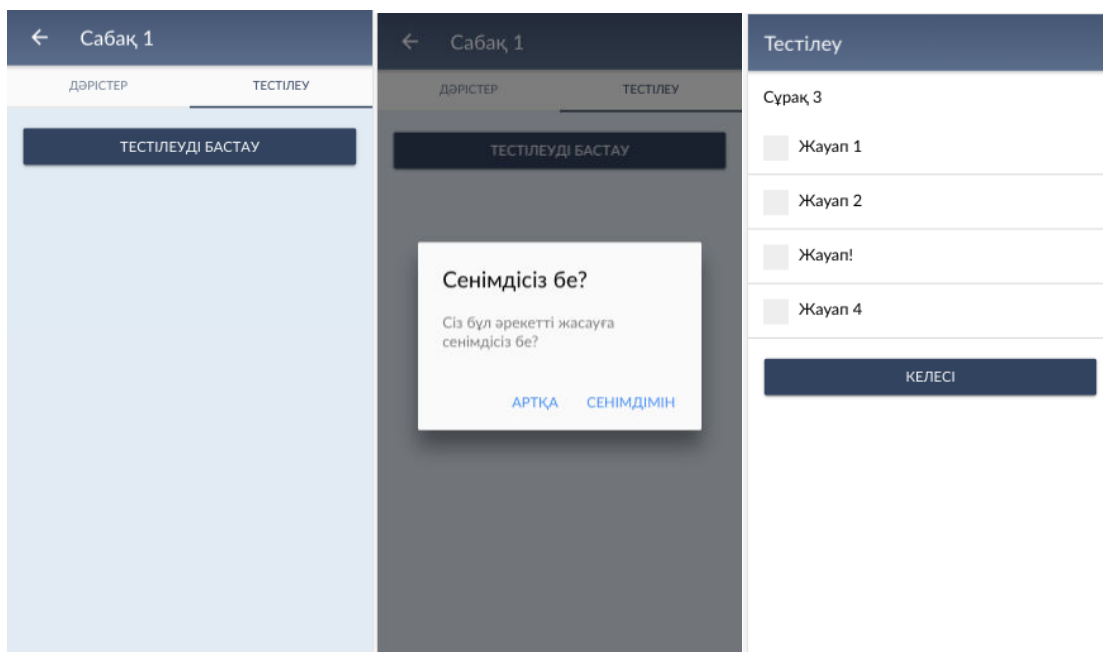 Сабақ 1
ДӘРІСТЕР ТЕСТІЛЕУ
ТЕСТІЛЕУДІ БАСТАУ
Сабақ 1
ДӘРІСТЕР ТЕСТІЛЕУ
ТЕСТІЛЕУДІ БАСТАУ
Сенімдісіз бе?
Сіз бұл әрекетті жасауға
сенімдісіз бе?
АРТҚА СЕНІМДІМІН
Тестілеу
Сұрақ 3
Жауап 1
Жауап 2
Жауап!
Жауап 4
КЕЛЕСІ